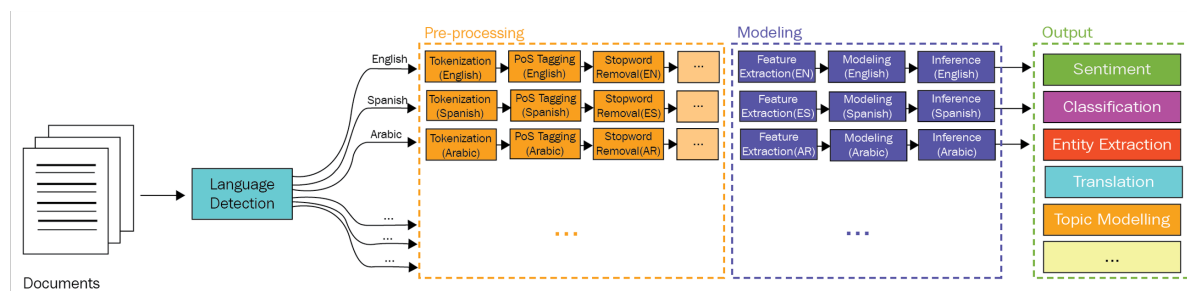 Pre-processing
Modeling
Output
English
Tokenization
(English)
PoS Tagging
(English)
Stopword
Removal(EN)
...
Feature
Extraction(EN)
Modeling
(English)
Inference
(English)
Sentiment
Spanish
Tokenization
(Spanish)
PoS Tagging
(Spanish)
Stopword
Removal(ES)
...
Feature
Extraction(ES)
Modeling
(Spanish)
Inference
(Spanish)
Classification
Arabic
Tokenization
(Arabic)
PoS Tagging
(Arabic)
Stopword
Removal(AR)
...
Feature
Extraction(AR)
Modeling
(Arabic)
Inference
(Arabic)
Entity Extraction
Language
Detection
Translation
...
...
...
...
...
Topic Modelling
...
Documents